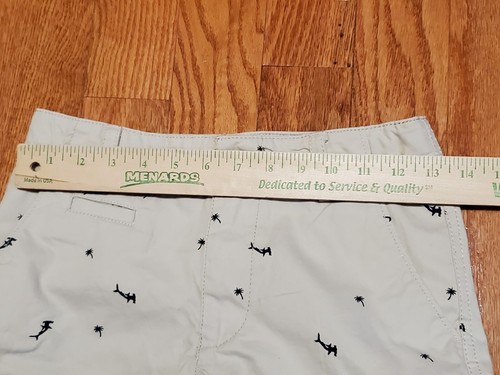 1 2 3 4 5 6 7 8 9 10 11 12 13 14
Made in USA
MENARDS
Dedicated to Service & Quality